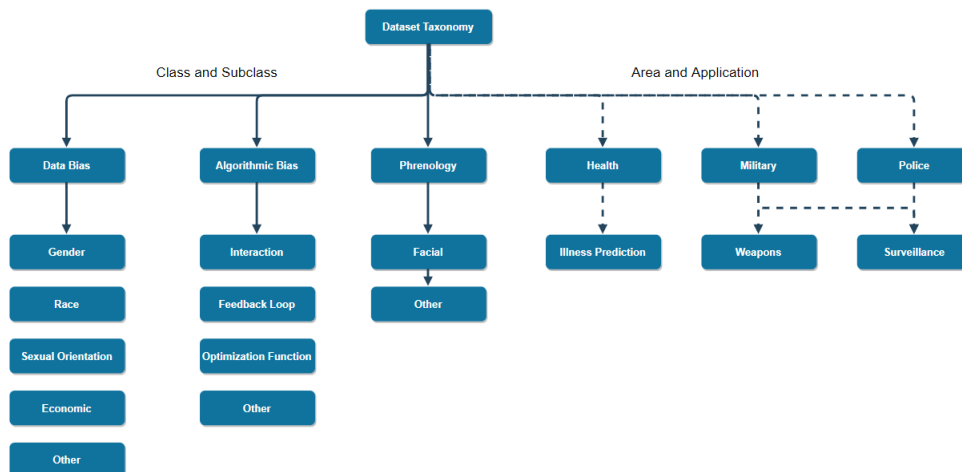 Dataset Taxonomy
Class and Subclass
Area and Application
Data Bias
Algorithmic Bias
Phrenology
Health
Military
Police
Gender
Interaction
Facial
Illness Prediction
Weapons
Surveillance
Race
Feedback Loop
Other
Sexual Orientation
Optimization Function
Economic
Other
Other